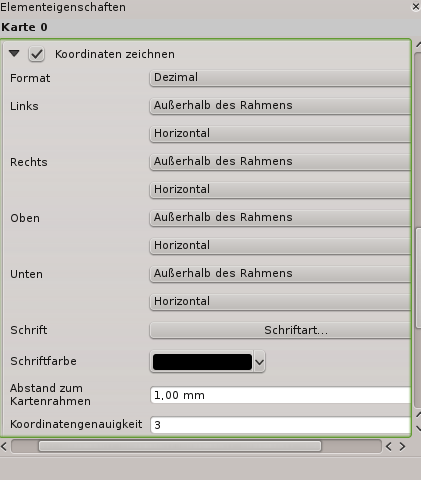 Elementeigenschaften
Karte 0
Koordinaten zeichnen
Format Dezimal
Links Außerhalb des Rahmens
Horizontal
Rechts Außerhalb des Rahmens
Horizontal
Oben Außerhalb des Rahmens
Horizontal
Unten Außerhalb des Rahmens
Horizontal
Schrift Schriftart...
Schriftfarbe
Abstand zum
Kartenrahmen 1,00 mm
Koordinatengenauigkeit 3